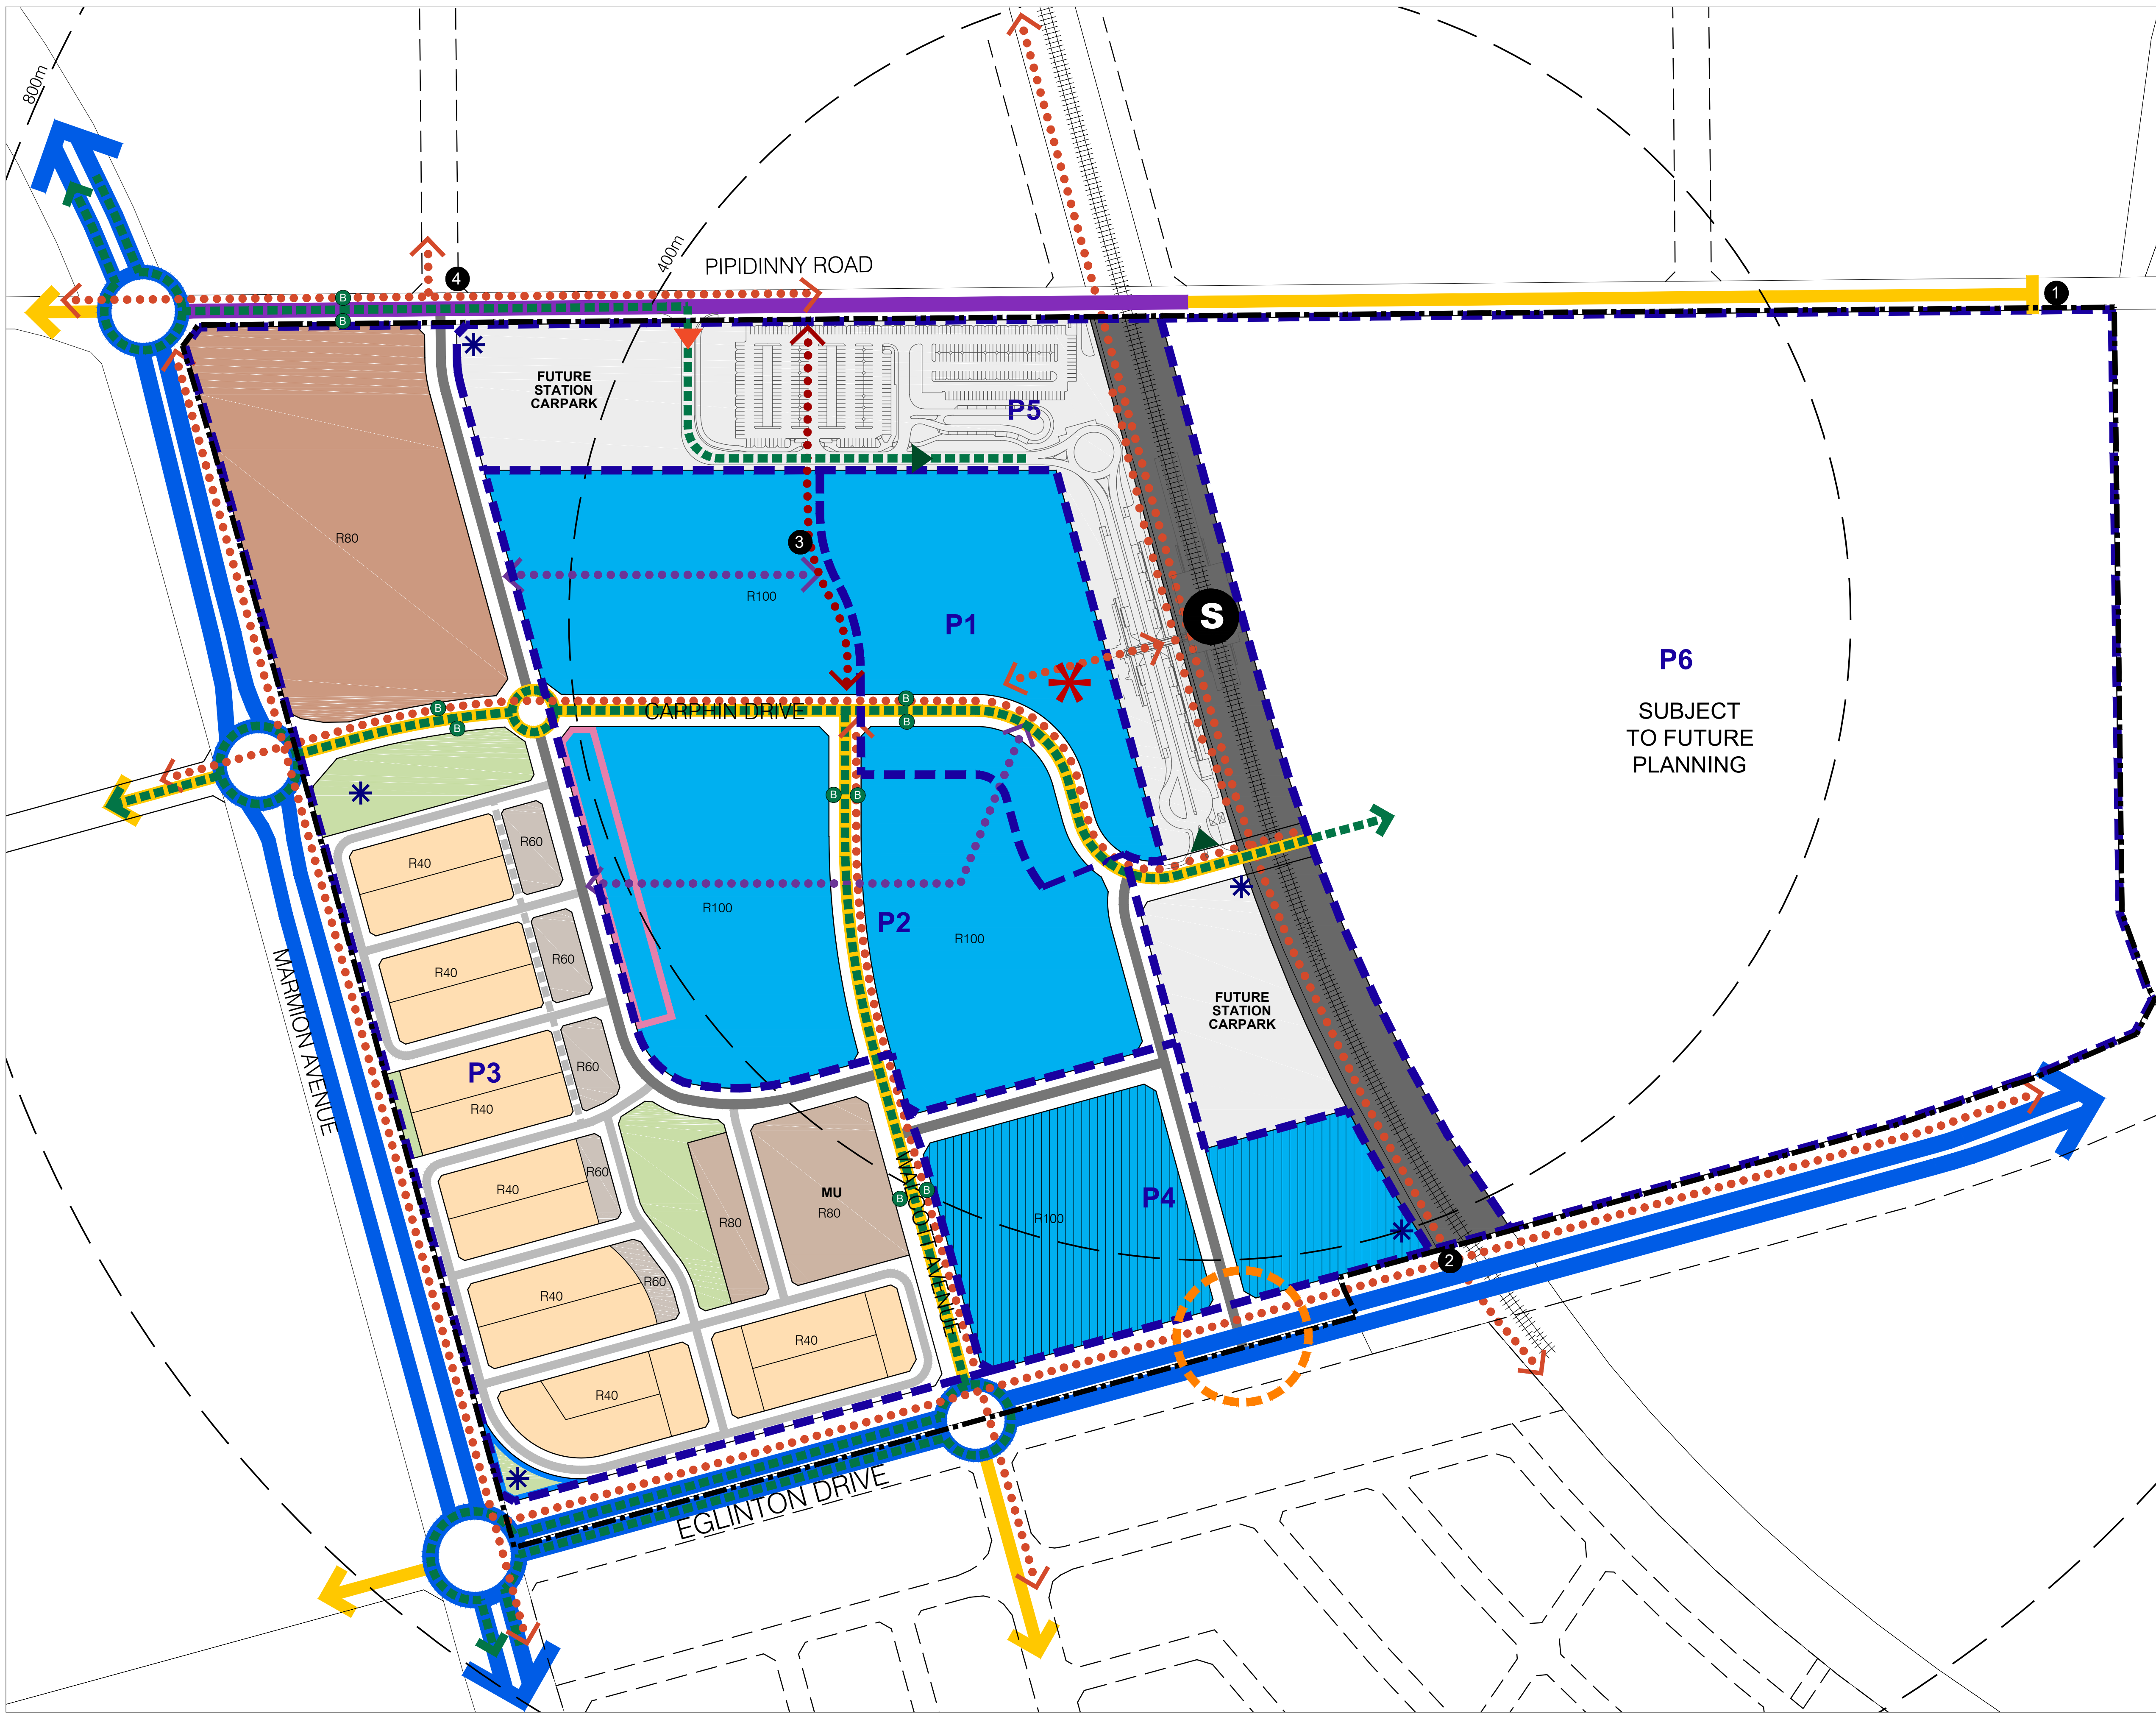 800m
400m
PIPIDINNY ROAD
1
4
B
B
FUTURE
STATION
CARPARK
P5
R80
3
R100
P1
S
P6
SUBJECT
TO FUTURE
PLANNING
B
B
CARPHIN DRIVE
B
B
B
B
R40
R60
R100
P2
R100
R40
R60
MARMION AVENUE
FUTURE
STATION
CARPARK
P3
R40
R60
R40
R60
MU
R80
R80
B
B
WALCOTT AVENUE
R100
P4
2
R40
R60
R40
R40
EGLINTON DRIVE